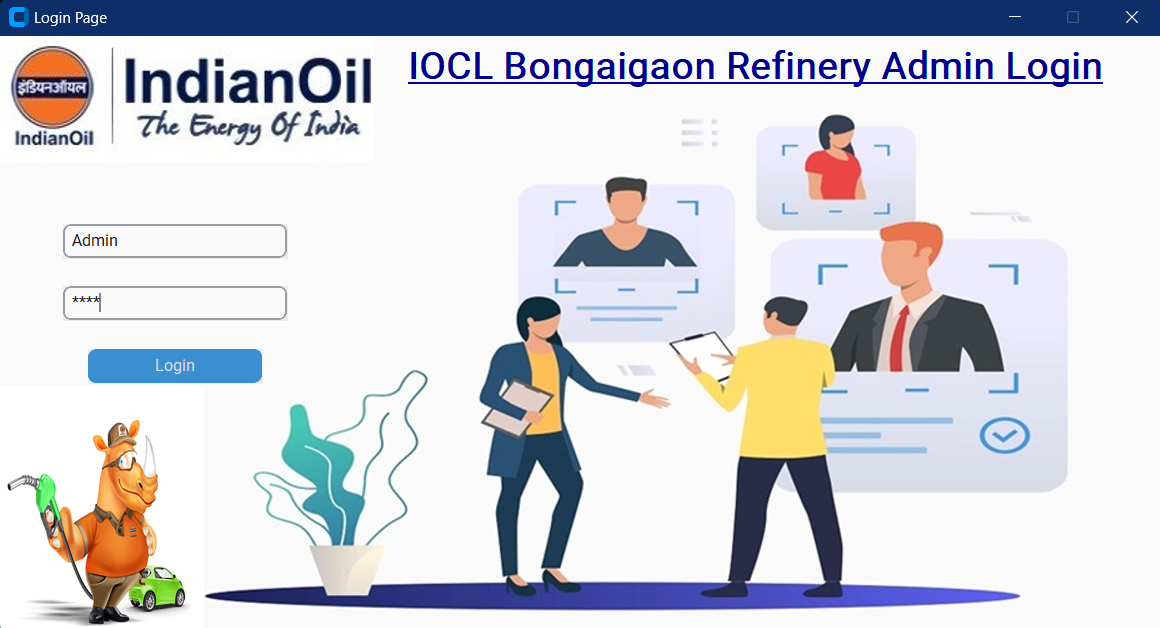 Login Page
इंडियनऑयल
IndianOil
IndianOil
The Energy Of India
IOCL Bongaigaon Refinery Admin Login
Admin
****
Login